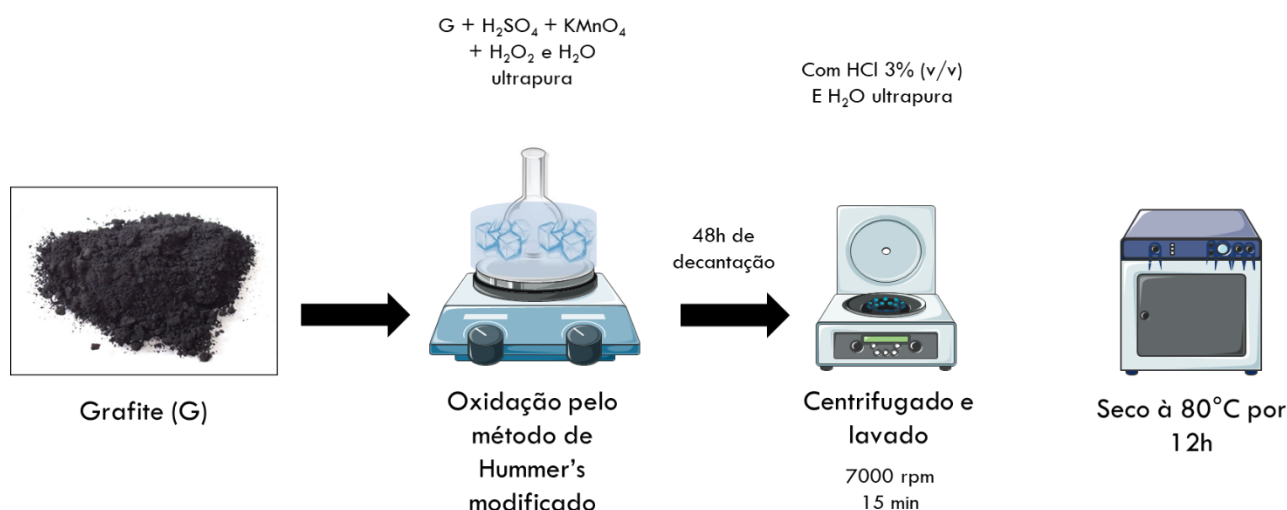 G + H₂SO₄ + KMnO₄
+ H₂O₂ e H₂O
ultrapura
Com HCl 3% (v/v)
E H₂O ultrapura
48h de
decantação
Grafite (G)
Oxidação pelo
método de
Hummer's
modificado
Centrifugado e
lavado
7000 rpm
15 min
Seco à 80°C por
12h